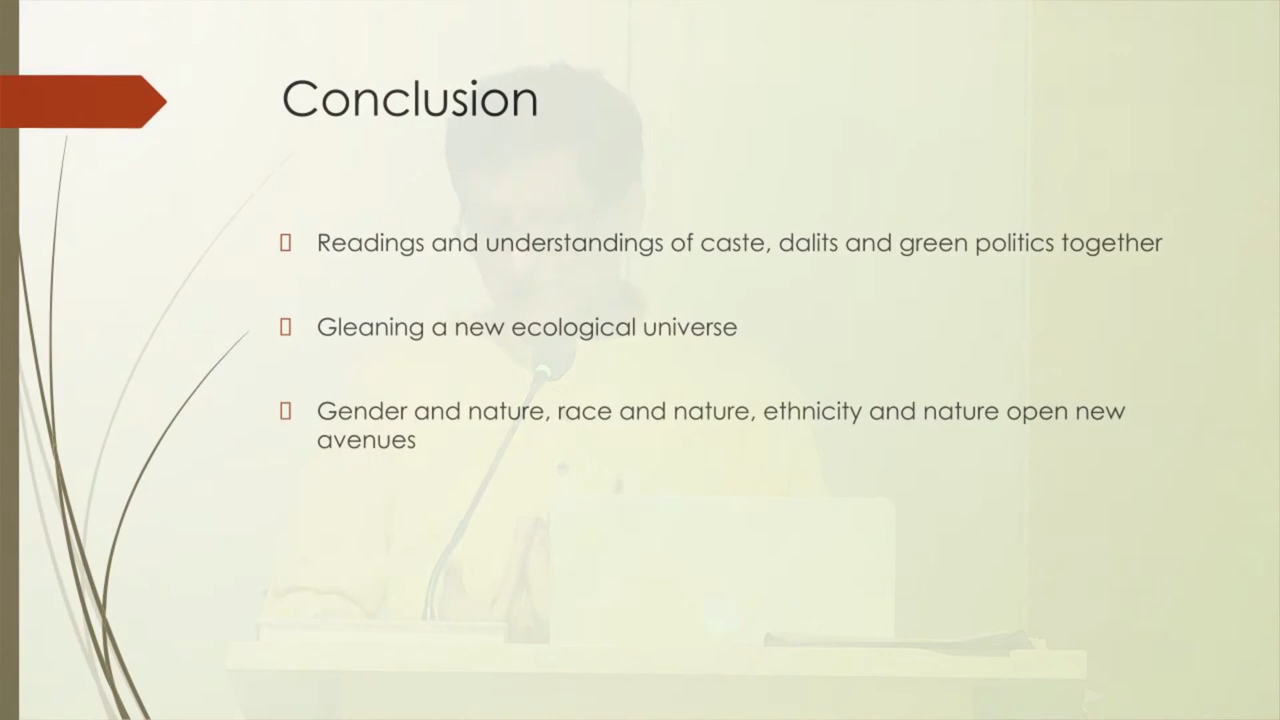 Conclusion
Readings and understandings of caste, dalits and green politics together
Gleaning a new ecological universe
Gender and nature, race and nature, ethnicity and nature open new
avenues